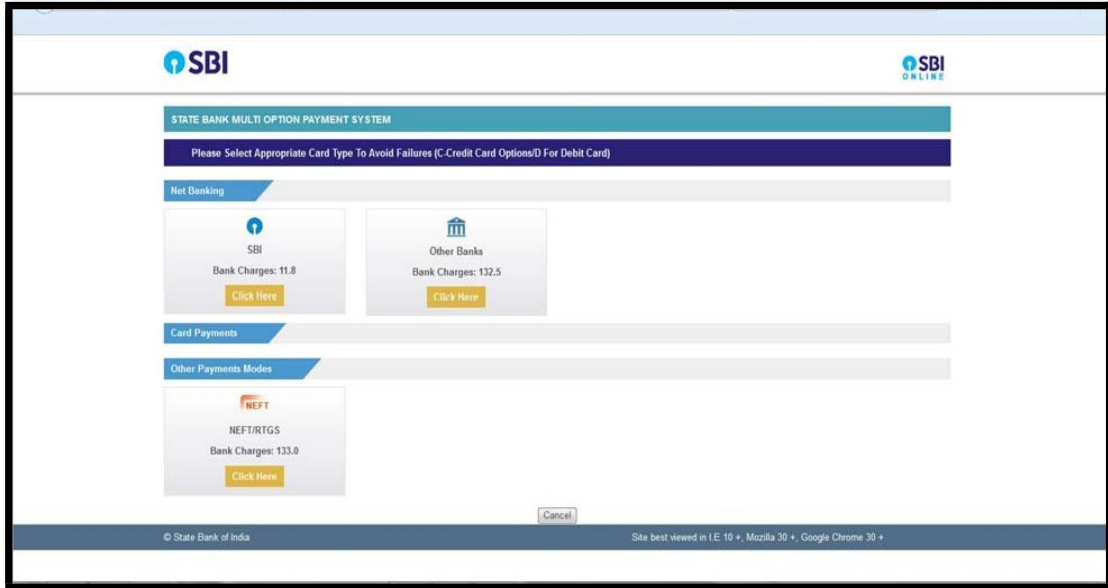 SBI
SBI
ONLINE
STATE BANK MULTI OPTION PAYMENT SYSTEM
Please Select Appropriate Card Type To Avoid Failures (C-Credit Card Options/D For Debit Card)
Net Banking
SBI
Bank Charges: 11.8
Click Here
Other Banks
Bank Charges: 132.5
Click Here
Card Payments
Other Payments Modes
NEFT
NEFT/RTGS
Bank Charges: 133.0
Click Here
Cancel
© State Bank of India
Site best viewed in I.E 10 +, Mozilla 30 +, Google Chrome 30 +